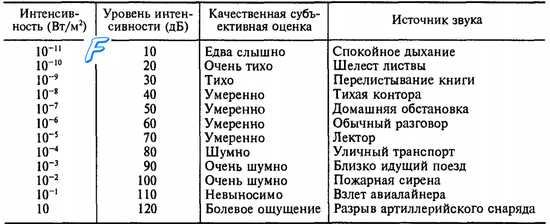 Интенсив- Уровень интен- Качественная субъ- Источник звука
ность (Вт/м²) сивности (дБ) ективная оценка
F
10⁻¹¹ 10 Едва слышно Спокойное дыхание
10⁻¹⁰ 20 Очень тихо Шелест листвы
10⁻⁹ 30 Тихо Перелистывание книги
10⁻⁸ 40 Умеренно Тихая контора
10⁻⁷ 50 Умеренно Домашняя обстановка
10⁻⁶ 60 Умеренно Обычный разговор
10⁻⁵ 70 Умеренно Лектор
10⁻⁴ 80 Шумно Уличный транспорт
10⁻³ 90 Очень шумно Близко идущий поезд
10⁻² 100 Очень шумно Пожарная сирена
10⁻¹ 110 Невыносимо Взлет авиалайнера
10 120 Болевое ощущение Разрыв артиллерийского снаряда